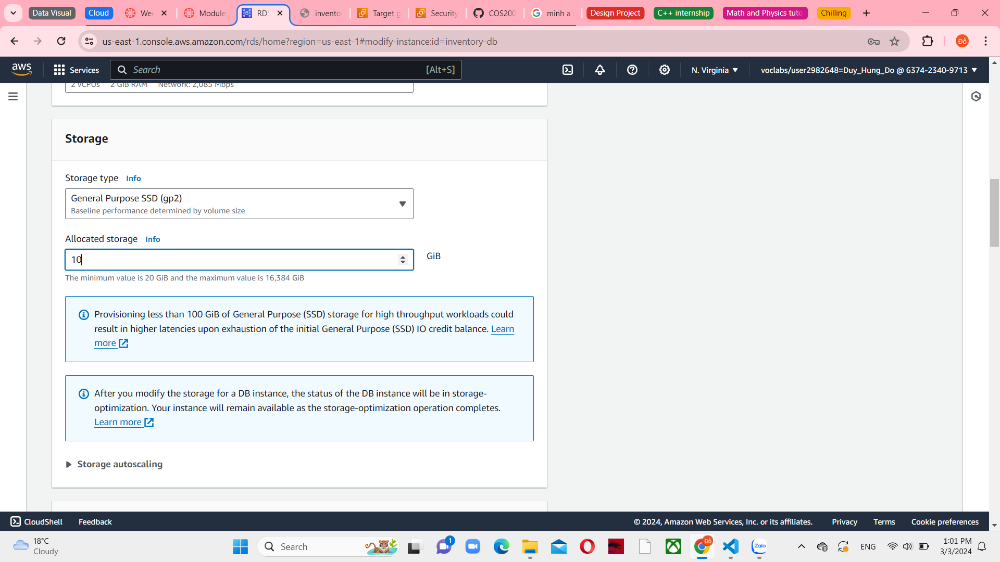 Data Visual
Cloud
We
Module
RDS
inventor
Target g
Security
COS200
minh a s
Design Project
C++ internship
Math and Physics tuto
Chilling
us-east-1.console.aws.amazon.com/rds/home?region=us-east-1#modify-instance:id=inventory-db
Đỗ
aws
Services
Search
[Alt+S]
N. Virginia
voclabs/user2982648=Duy_Hung_Do @ 6374-2340-9713
2 vCPUs 2 GiB RAM Network: 2,085 Mbps
Storage
Storage type Info
General Purpose SSD (gp2)
Baseline performance determined by volume size
Allocated storage Info
10
GiB
The minimum value is 20 GiB and the maximum value is 16,384 GiB
Provisioning less than 100 GiB of General Purpose (SSD) storage for high throughput workloads could
result in higher latencies upon exhaustion of the initial General Purpose (SSD) IO credit balance. Learn
more
After you modify the storage for a DB instance, the status of the DB instance will be in storage-
optimization. Your instance will remain available as the storage-optimization operation completes.
Learn more
Storage autoscaling
CloudShell
Feedback
© 2024, Amazon Web Services, Inc. or its affiliates.
Privacy
Terms
Cookie preferences
18°C
Cloudy
Search
1
Đỗ
Zalo
ENG
1:01 PM
3/3/2024